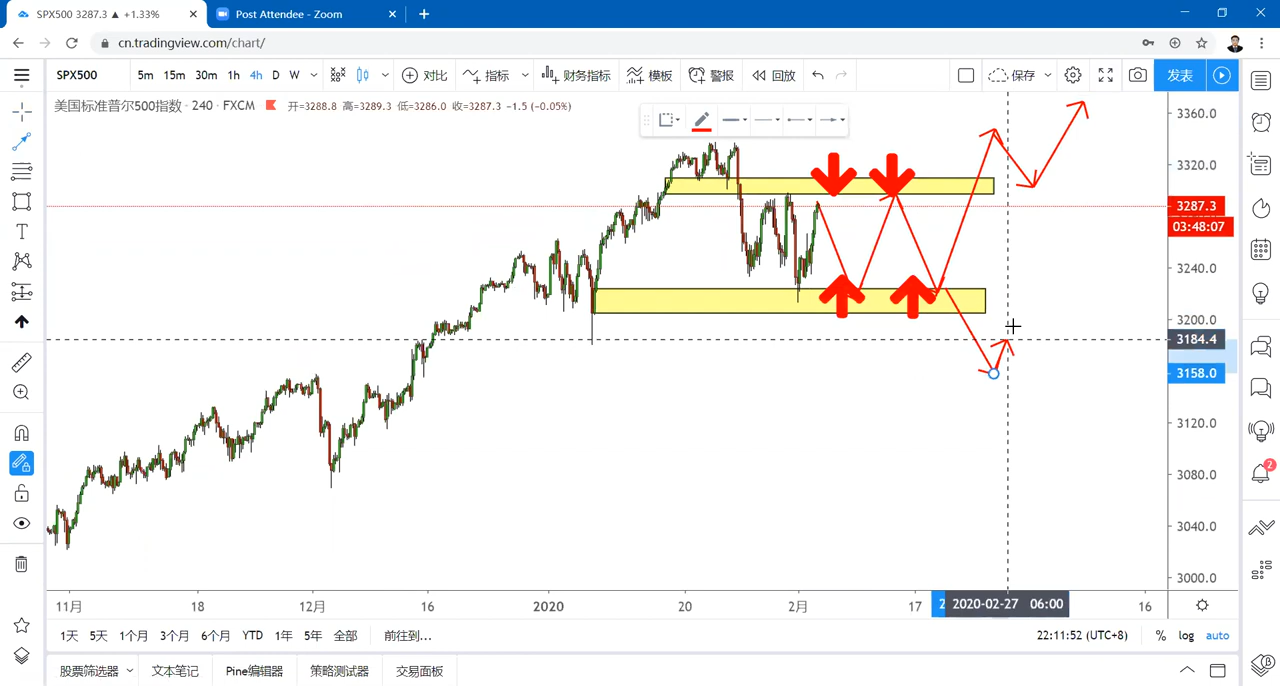 SPX500 3287.3 ▲ +1.33%
Post Attendee - Zoom
cn.tradingview.com/chart/
SPX500 5m 15m 30m 1h 4h D W 对比 指标 财务指标 模板 警报 回放 保存 发表
美国标准普尔500指数 · 240 · FXCM 开=3288.8 高=3289.3 低=3286.0 收=3287.3 −1.5 (−0.05%)
3360.0
3320.0
3287.3
03:48:07
3240.0
3200.0
3184.4
3158.0
3120.0
3080.0
3040.0
3000.0
2
11月 18 12月 16 2020 20 2月 17 2 2020-02-27 06:00 16
1天 5天 1个月 3个月 6个月 YTD 1年 5年 全部 前往到... 22:11:52 (UTC+8) % log auto
股票筛选器 文本笔记 Pine编辑器 策略测试器 交易面板